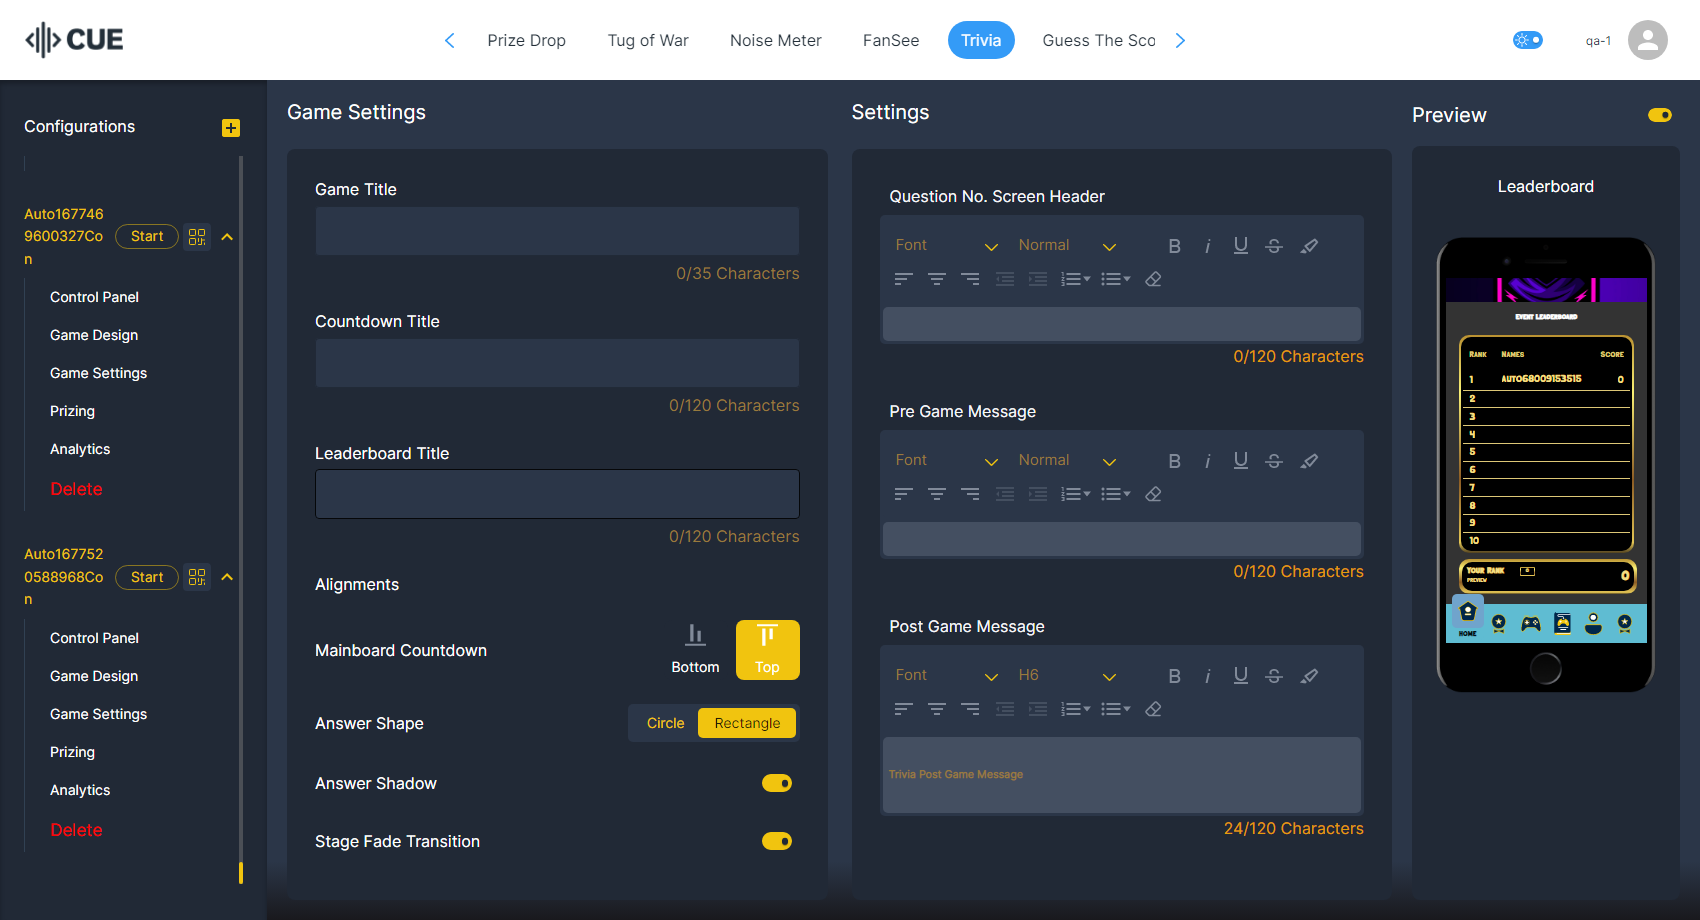 CUE
Prize Drop
Tug of War
Noise Meter
FanSee
Trivia
Guess The Sco
qa-1
Configurations
Auto167746
9600327Co
n
Start
Control Panel
Game Design
Game Settings
Prizing
Analytics
Delete
Auto167752
0588968Co
n
Start
Control Panel
Game Design
Game Settings
Prizing
Analytics
Delete
Game Settings
Game Title
0/35 Characters
Countdown Title
0/120 Characters
Leaderboard Title
0/120 Characters
Alignments
Mainboard Countdown
Bottom
Top
Answer Shape
Circle
Rectangle
Answer Shadow
Stage Fade Transition
Settings
Question No. Screen Header
Font
Normal
0/120 Characters
Pre Game Message
Font
Normal
0/120 Characters
Post Game Message
Font
H6
Trivia Post Game Message
24/120 Characters
Preview
Leaderboard
EVENT LEADERBOARD
RANK NAMES SCORE
1 AUTO68009153515 0
2
3
4
5
6
7
8
9
10
YOUR RANK
0
PREVIEW
HOME